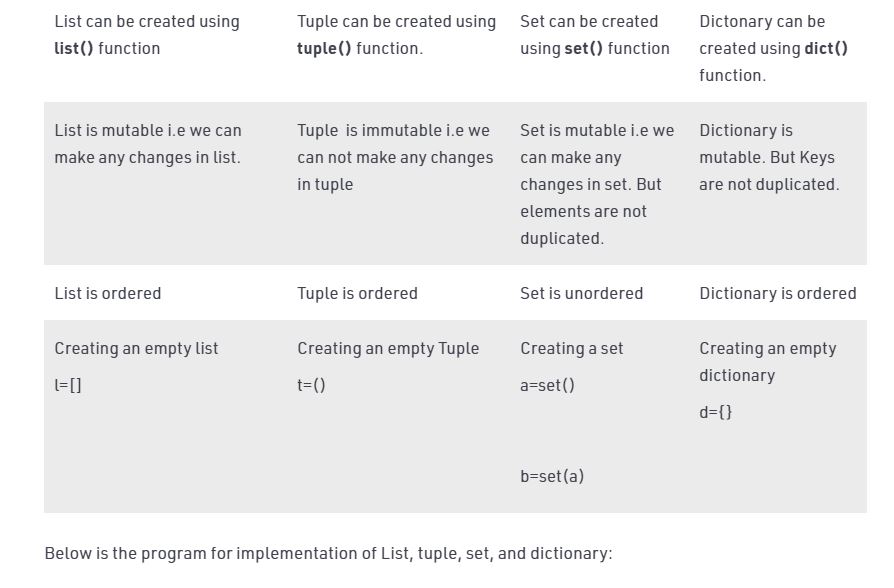 List can be created using
list() function
Tuple can be created using
tuple() function.
Set can be created
using set() function
Dictonary can be
created using dict()
function.
List is mutable i.e we can
make any changes in list.
Tuple  is immutable i.e we
can not make any changes
in tuple
Set is mutable i.e we
can make any
changes in set. But
elements are not
duplicated.
Dictionary is
mutable. But Keys
are not duplicated.
List is ordered
Tuple is ordered
Set is unordered
Dictionary is ordered
Creating an empty list
l=[]
Creating an empty Tuple
t=()
Creating a set
a=set()
b=set(a)
Creating an empty
dictionary
d={}
Below is the program for implementation of List, tuple, set, and dictionary: